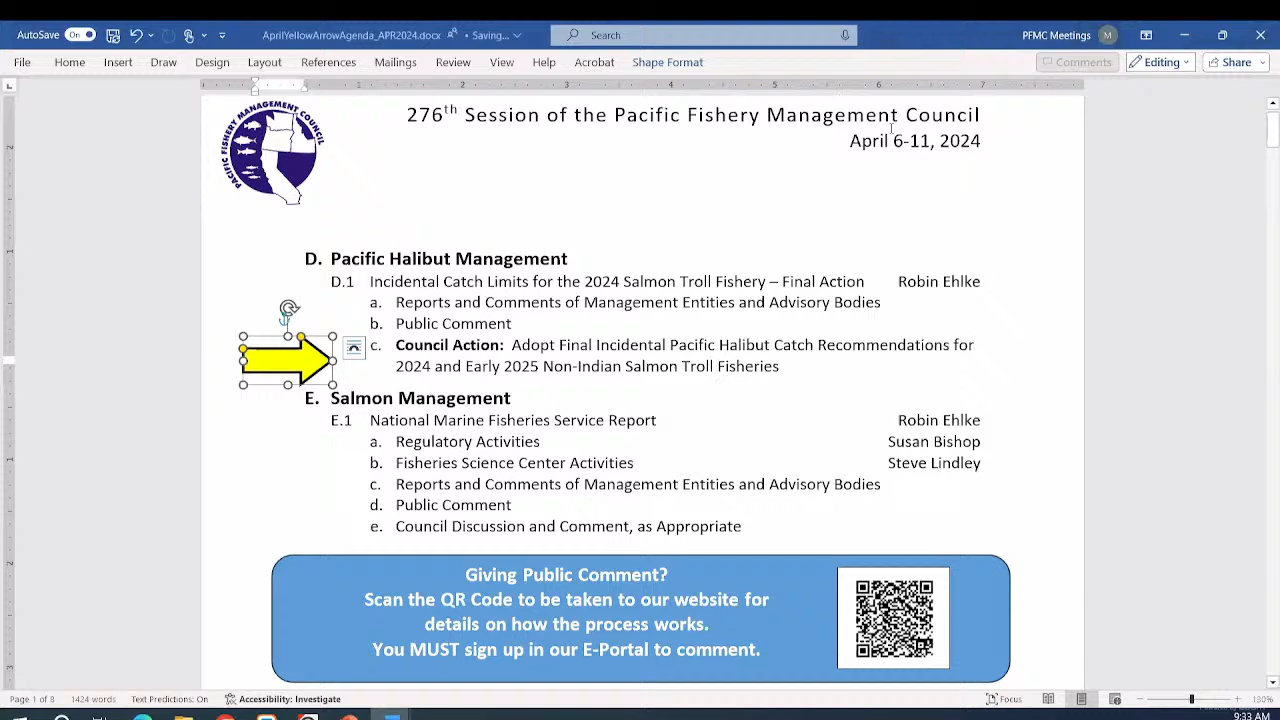 AutoSave On AprilYellowArrowAgenda_APR2024.docx • Saving... Search PFMC Meetings M
File Home Insert Draw Design Layout References Mailings Review View Help Acrobat Shape Format Comments Editing Share
1 2 3 4 5 6 7
PACIFIC FISHERY MANAGEMENT COUNCIL
276th Session of the Pacific Fishery Management Council
April 6-11, 2024
D. Pacific Halibut Management
D.1 Incidental Catch Limits for the 2024 Salmon Troll Fishery – Final Action Robin Ehlke
a. Reports and Comments of Management Entities and Advisory Bodies
b. Public Comment
c. Council Action: Adopt Final Incidental Pacific Halibut Catch Recommendations for
2024 and Early 2025 Non-Indian Salmon Troll Fisheries
E. Salmon Management
E.1 National Marine Fisheries Service Report Robin Ehlke
a. Regulatory Activities Susan Bishop
b. Fisheries Science Center Activities Steve Lindley
c. Reports and Comments of Management Entities and Advisory Bodies
d. Public Comment
e. Council Discussion and Comment, as Appropriate
Giving Public Comment?
Scan the QR Code to be taken to our website for
details on how the process works.
You MUST sign up in our E-Portal to comment.
Page 1 of 8 1424 words Text Predictions: On Accessibility: Investigate Focus 130%
9:33 AM